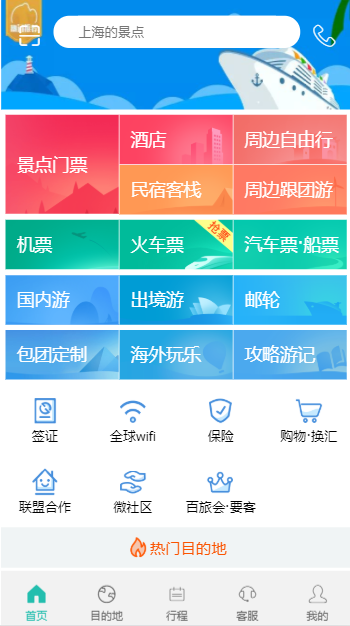 上海的景点
景点门票
酒店
周边自由行
民宿客栈
周边跟团游
机票
火车票
抢票
汽车票·船票
国内游
出境游
邮轮
包团定制
海外玩乐
攻略游记
签证
全球wifi
保险
购物·换汇
联盟合作
微社区
百旅会·要客
热门目的地
首页
目的地
行程
客服
我的